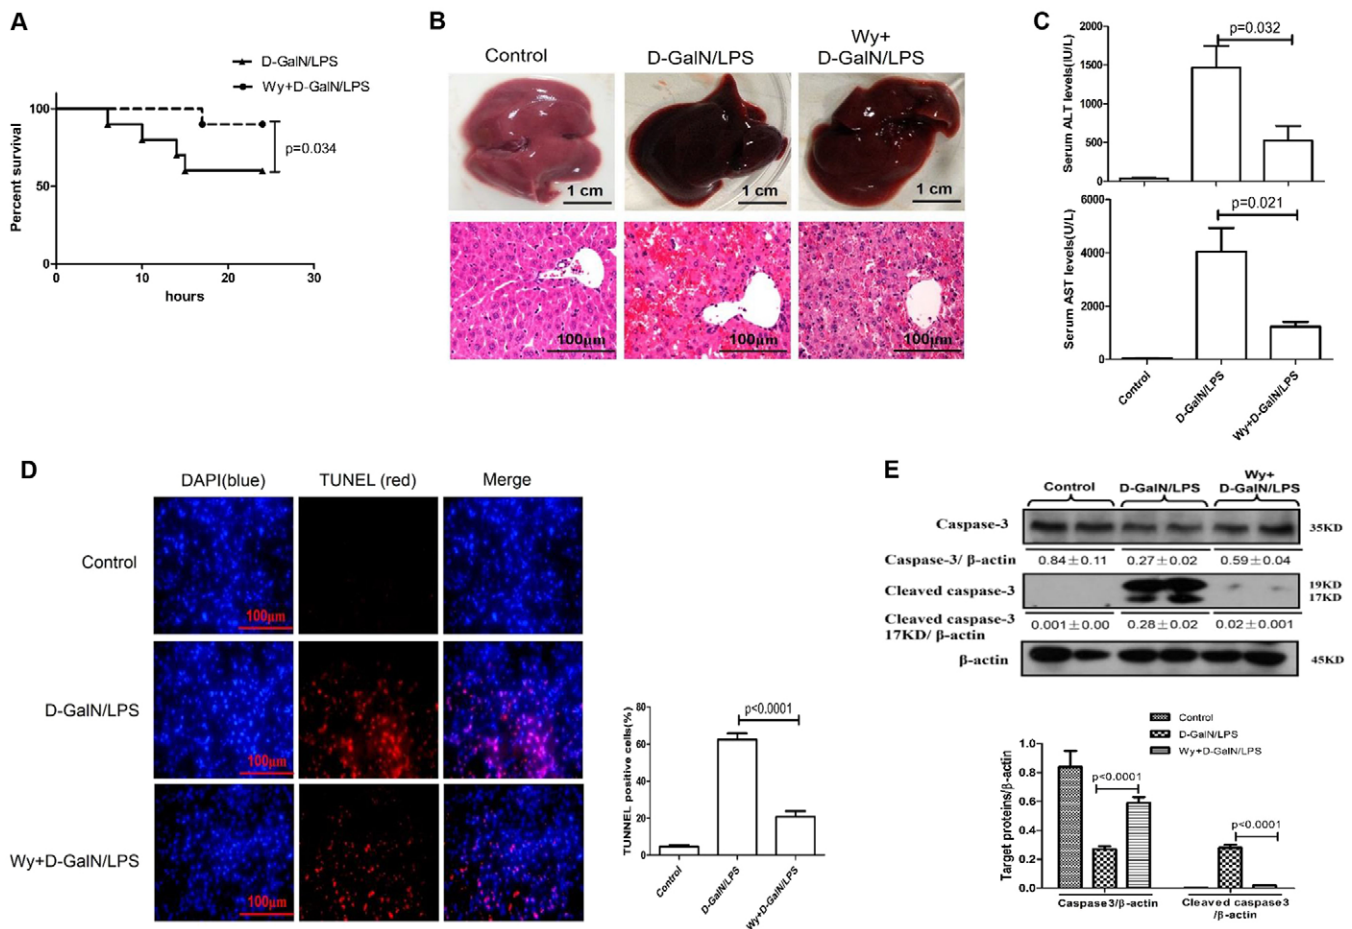 A
D-GalN/LPS
Wy+D-GalN/LPS
Percent survival
100
50
0
p=0.034
0
10
20
30
hours
B
Control
D-GalN/LPS
Wy+
D-GalN/LPS
1 cm
1 cm
1 cm
100μm
100μm
100μm
C
Serum ALT levels(IU/L)
2000
1500
1000
500
0
p=0.032
Serum AST levels(U/L)
6000
4000
2000
0
p=0.021
Control
D-GalN/LPS
Wy+D-GalN/LPS
D
DAPI(blue)
TUNEL (red)
Merge
Control
100μm
D-GalN/LPS
100μm
Wy+D-GalN/LPS
100μm
TUNNEL positive cells(%)
80
60
40
20
0
p<0.0001
Control
D-GalN/LPS
Wy+D-GalN/LPS
E
Control
D-GalN/LPS
Wy+
D-GalN/LPS
Caspase-3
35KD
Caspase-3/ β-actin
0.84±0.11
0.27±0.02
0.59±0.04
Cleaved caspase-3
19KD
17KD
Cleaved caspase-3
17KD/ β-actin
0.001±0.00
0.28±0.02
0.02±0.001
β-actin
45KD
Control
D-GalN/LPS
Wy+D-GalN/LPS
Target proteins/β-actin
1.0
0.8
0.6
0.4
0.2
0.0
p<0.0001
p<0.0001
Caspase3/β-actin
Cleaved caspase3
/β-actin